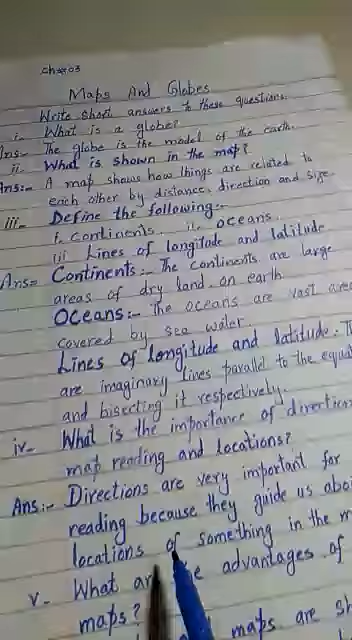 Chap 03
Maps And Globes
Write short answers to these questions.
i. What is a globe?
Ans- The globe is the model of the earth.
ii. What is shown in the map?
Ans:- A map shows how things are related to
each other by distance, direction and size.
iii- Define the following:-
i. continents. ii. oceans
iii Lines of longitude and latitude
Ans= Continents:- The continents are large
areas of dry land on earth.
Oceans:- The oceans are vast
covered by sea water.
Lines of longitude and latitude.
are imaginary lines parallel to the
and bisecting it respectively.
iv- What is the importance of
map reading and locations?
Ans:- Directions are very important for
reading because they guide us
locations of something in the
v- What advantages of
maps?
maps are